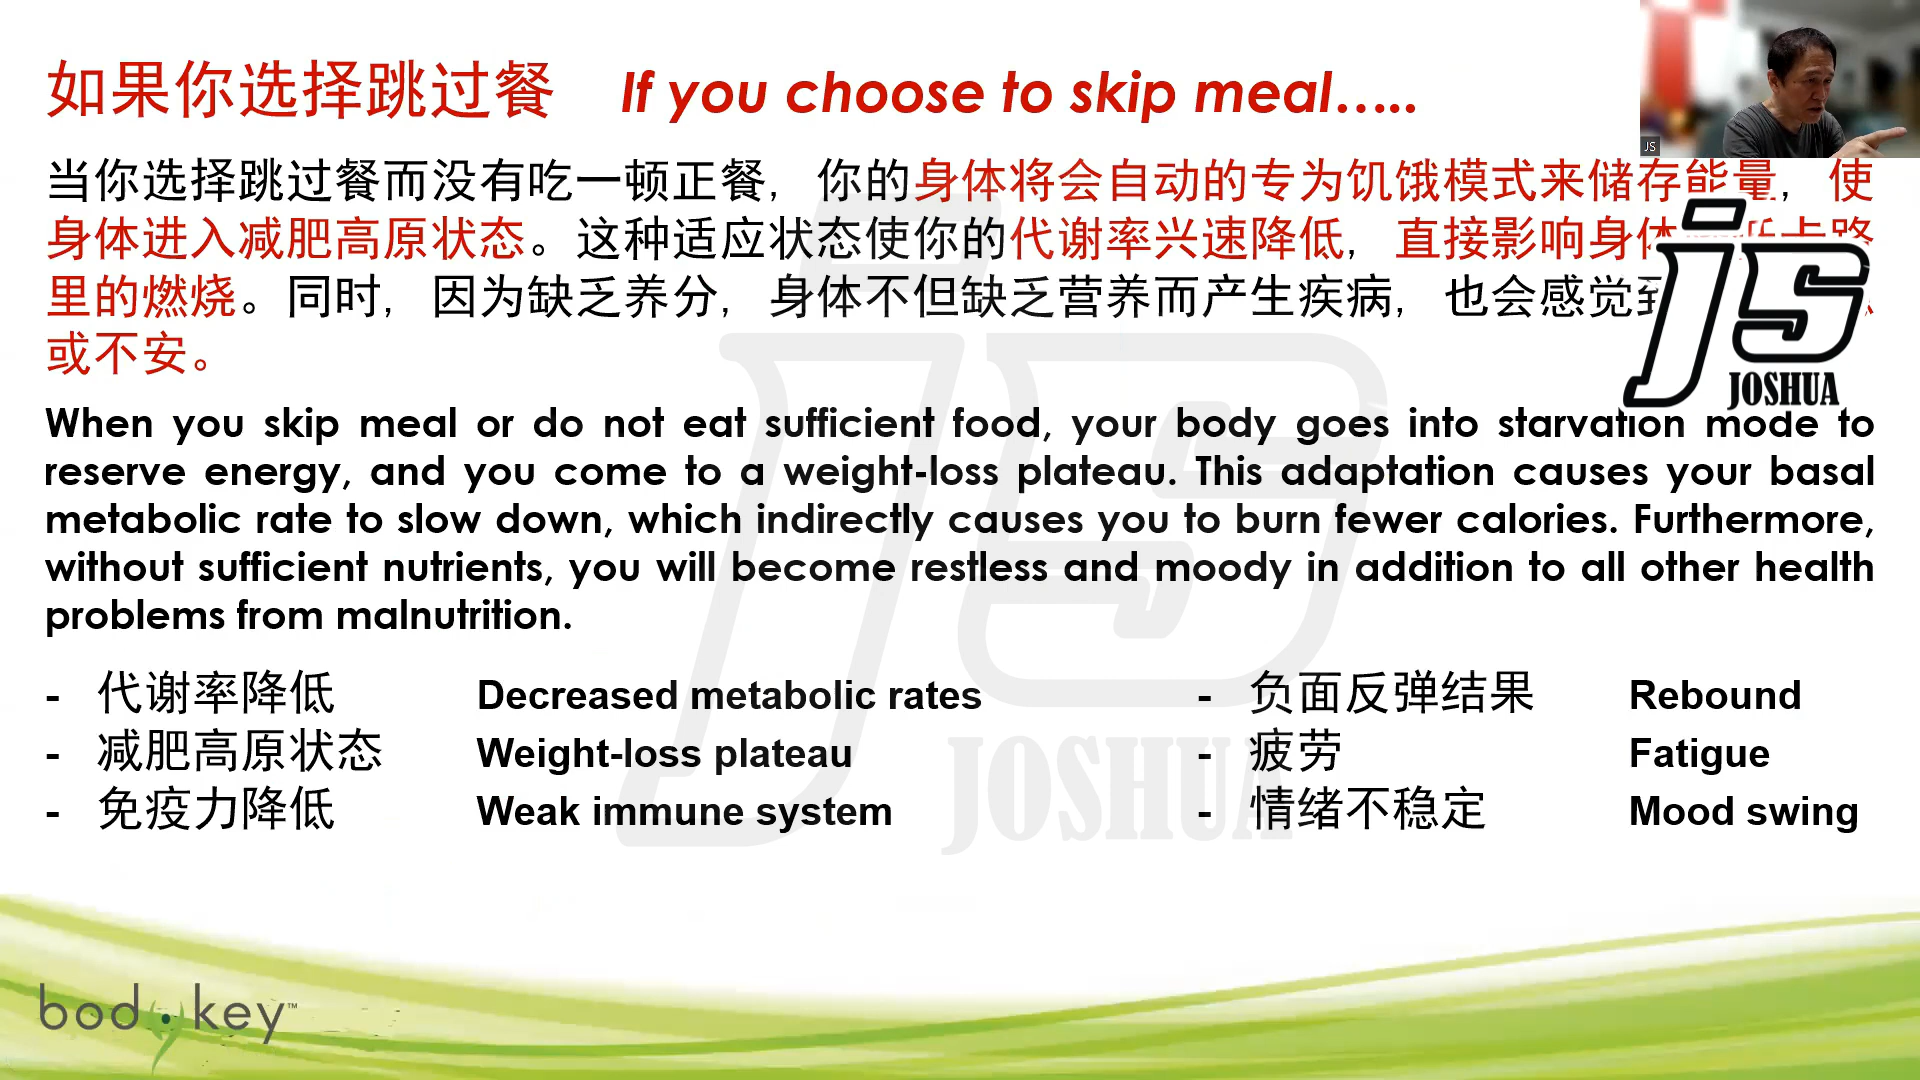 如果你选择跳过餐 If you choose to skip meal…..
JS
当你选择跳过餐而没有吃一顿正餐，你的身体将会自动的专为饥饿模式来储存能量，使
身体进入减肥高原状态。这种适应状态使你的代谢率兴速降低，直接影响身体
里的燃烧。同时，因为缺乏养分，身体不但缺乏营养而产生疾病，也会感觉
或不安。
js
JOSHUA
When you skip meal or do not eat sufficient food, your body goes into starvation mode to
reserve energy, and you come to a weight-loss plateau. This adaptation causes your basal
metabolic rate to slow down, which indirectly causes you to burn fewer calories. Furthermore,
without sufficient nutrients, you will become restless and moody in addition to all other health
problems from malnutrition.
- 代谢率降低 Decreased metabolic rates - 负面反弹结果 Rebound
- 减肥高原状态 Weight-loss plateau - 疲劳 Fatigue
- 免疫力降低 Weak immune system - 情绪不稳定 Mood swing
js
JOSHUA
bodykey™